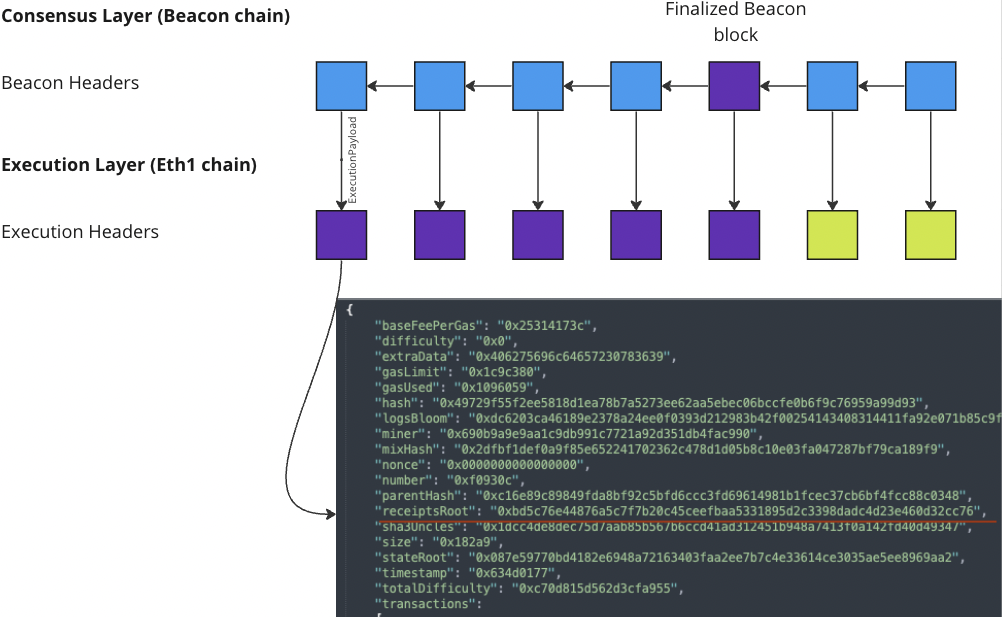 Consensus Layer (Beacon chain)
Finalized Beacon
block
Beacon Headers
ExecutionPayload
Execution Layer (Eth1 chain)
Execution Headers
{
"baseFeePerGas": "0x25314173c",
"difficulty": "0x0",
"extraData": "0x406275696c64657230783639",
"gasLimit": "0x1c9c380",
"gasUsed": "0x1096059",
"hash": "0x49729f55f2ee5818d1ea78b7a5273ee62aa5ebec06bccfe0b6f9c76959a99d93",
"logsBloom": "0xdc6203ca46189e2378a24ee0f0393d212983b42f00254143408314411fa92e071b85c9f
"miner": "0x690b9a9e9aa1c9db991c7721a92d351db4fac990",
"mixHash": "0x2dfbf1def0a9f85e652241702362c478d1d05b8c10e03fa047287bf79ca189f9",
"nonce": "0x0000000000000000",
"number": "0xf0930c",
"parentHash": "0xc16e89c89849fda8bf92c5bfd6ccc3fd69614981b1fcec37cb6bf4fcc88c0348",
"receiptsRoot": "0xbd5c76e44876a5c7f7b20c45ceefbaa5331895d2c3398dadc4d23e460d32cc76",
"sha3Uncles": "0x1dcc4de8dec75d7aab85b567b6ccd41ad312451b948a7413f0a142fd40d49347",
"size": "0x182a9",
"stateRoot": "0x087e59770bd4182e6948a72163403faa2ee7b7c4e33614ce3035ae5ee8969aa2",
"timestamp": "0x634d0177",
"totalDifficulty": "0xc70d815d562d3cfa955",
"transactions":